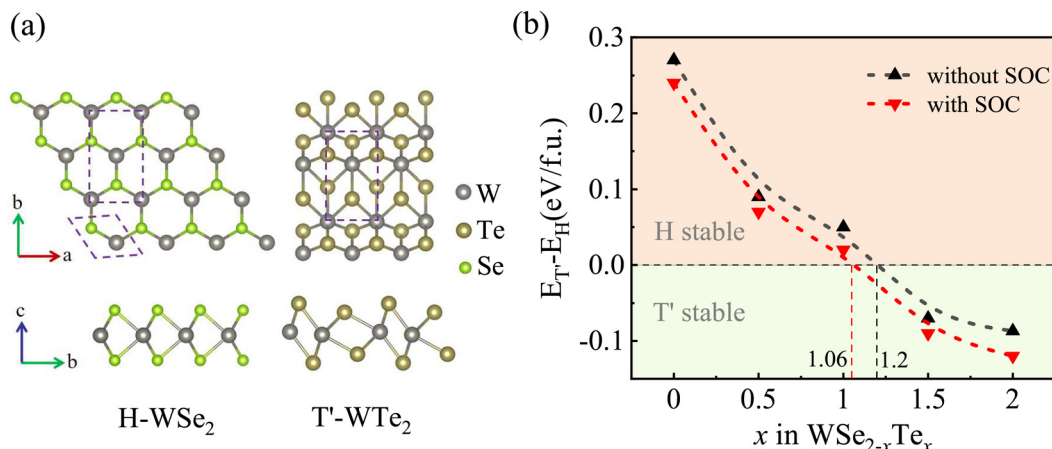 (a)
b
a
W
Te
Se
c
b
H-WSe2
T'-WTe2
(b)
ET'-EH(eV/f.u.)
0.3
0.2
0.1
0.0
-0.1
without SOC
with SOC
H stable
T' stable
1.06
1.2
0
0.5
1
1.5
2
x in WSe2-xTex